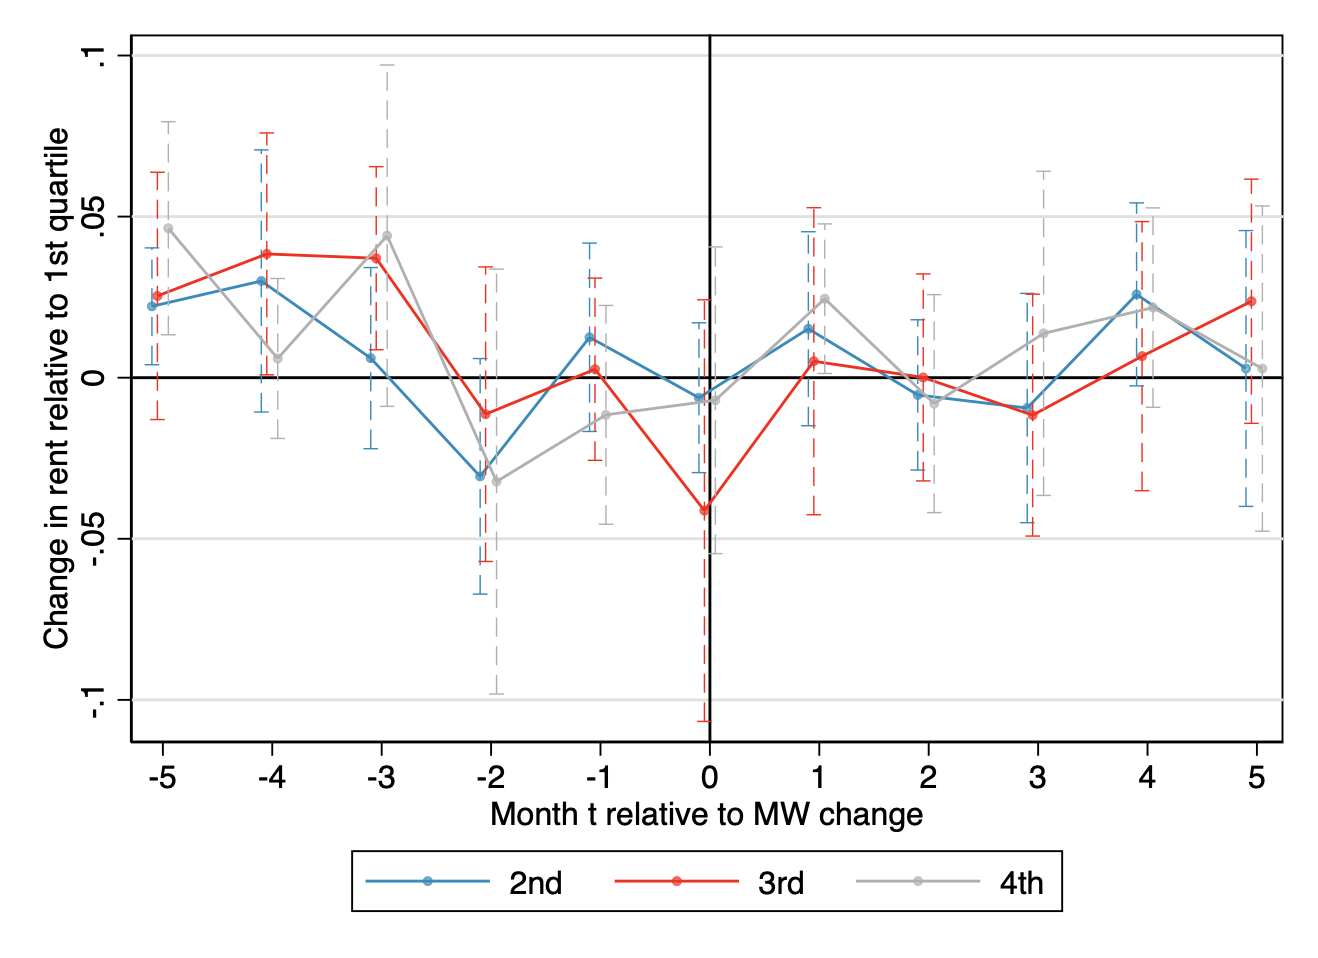 Change in rent relative to 1st quartile
.1
.05
0
-.05
-.1
-5 -4 -3 -2 -1 0 1 2 3 4 5
Month t relative to MW change
2nd 3rd 4th